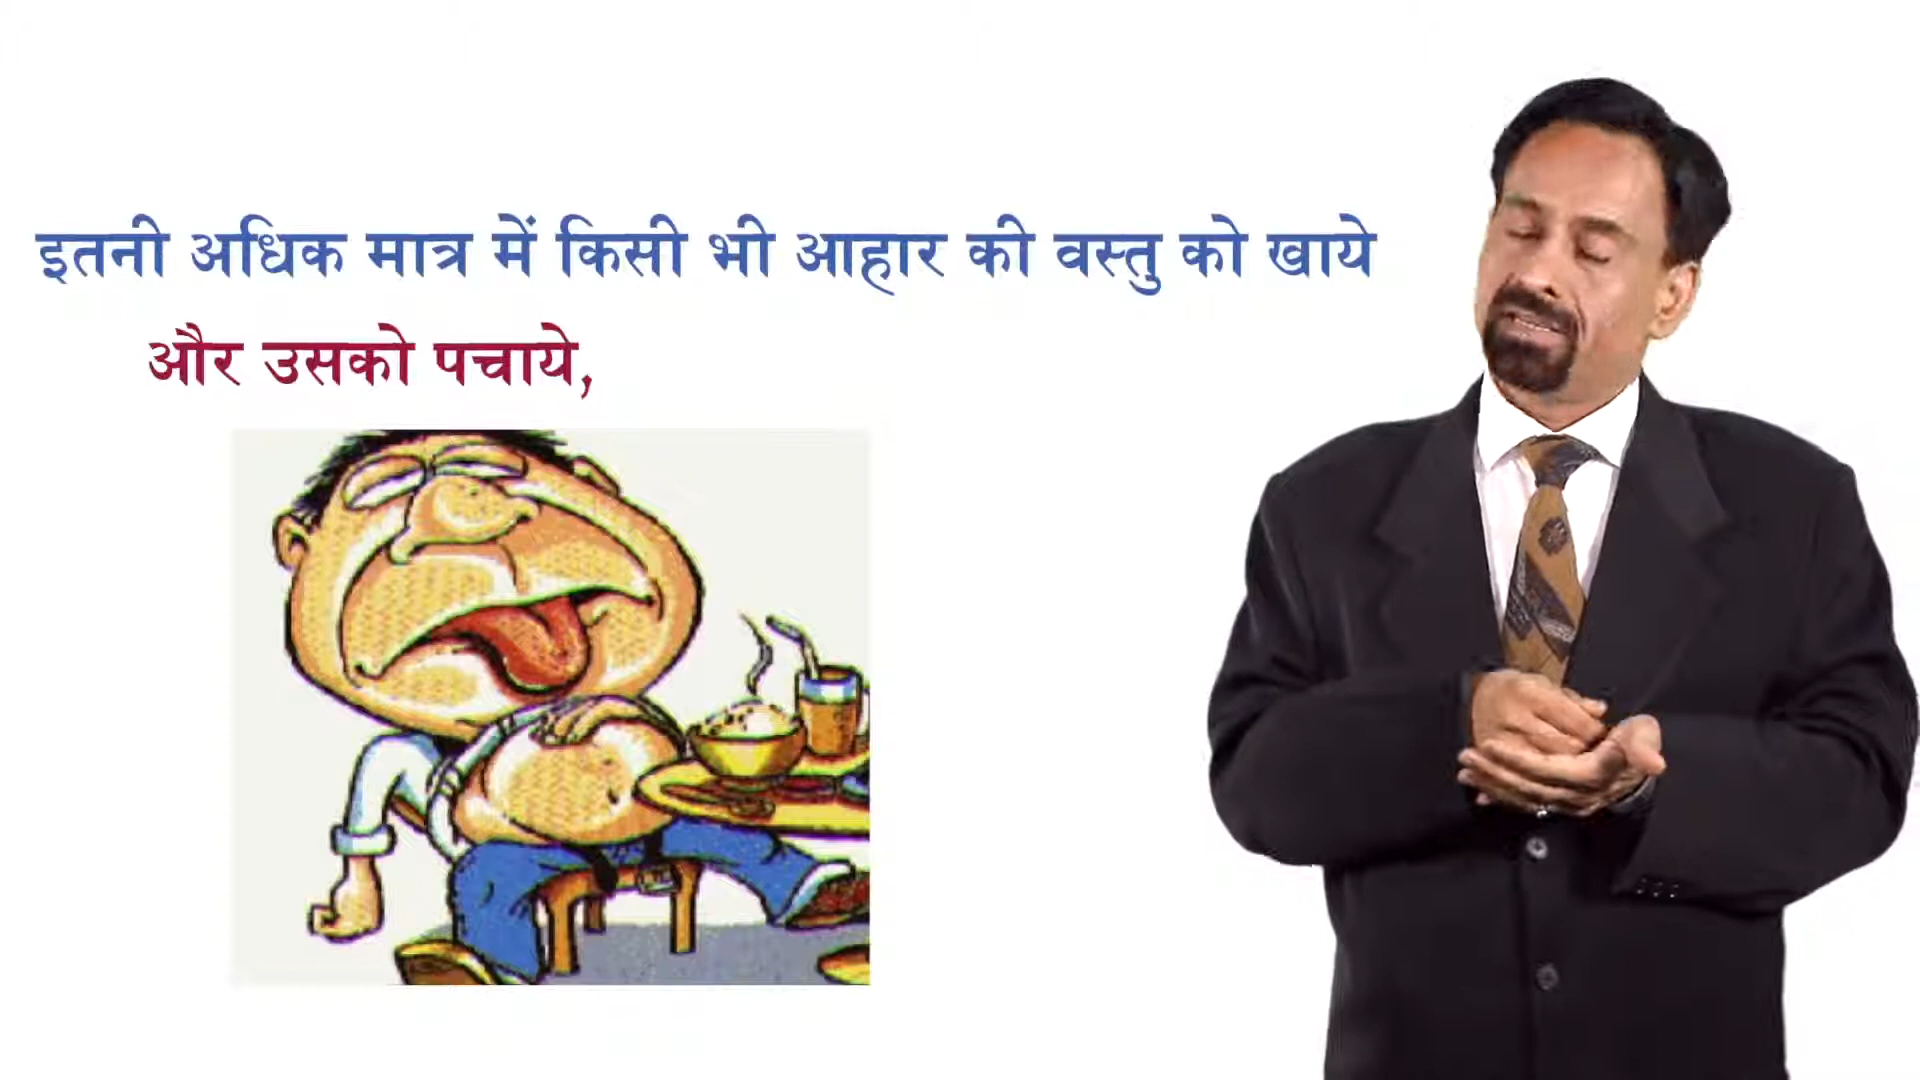 इतनी अधिक मात्र में किसी भी आहार की वस्तु को खाये
और उसको पचाये,